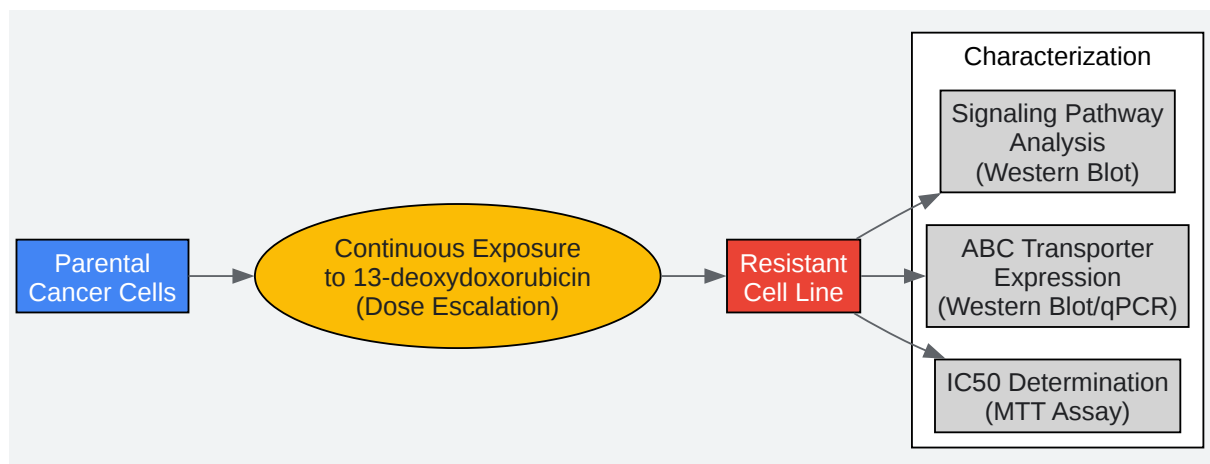 Parental
Cancer Cells
Continuous Exposure
to 13-deoxydoxorubicin
(Dose Escalation)
Resistant
Cell Line
Characterization
Signaling Pathway
Analysis
(Western Blot)
ABC Transporter
Expression
(Western Blot/qPCR)
IC50 Determination
(MTT Assay)